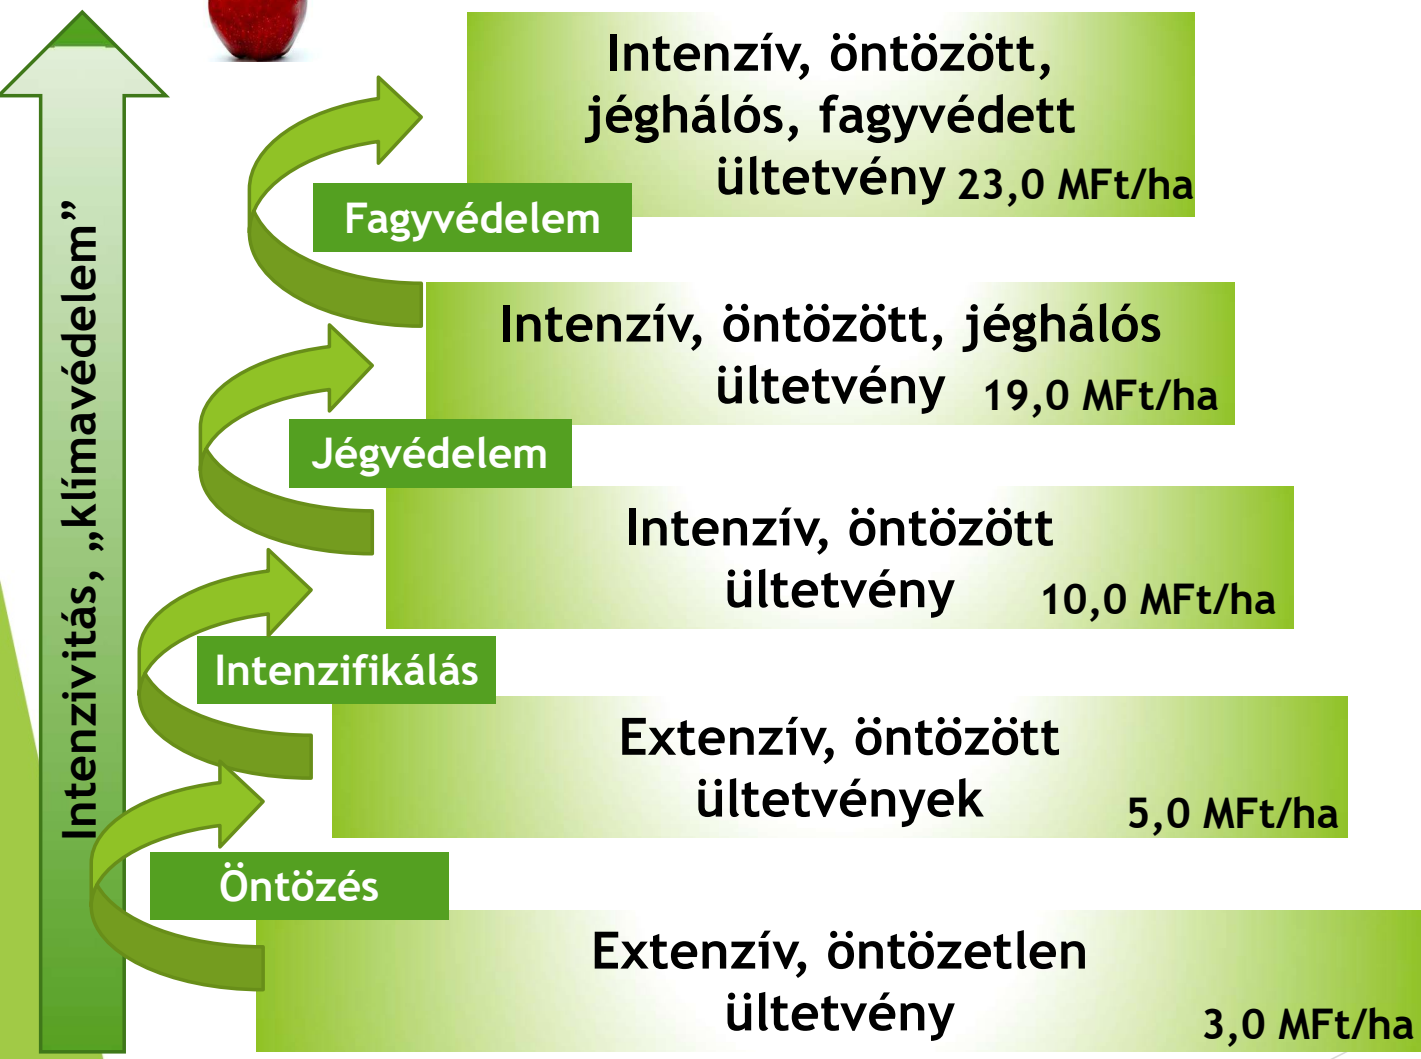 Intenzivitás, „klímavédelem”
Intenzív, öntözött,
jéghálós, fagyvédett
ültetvény 23,0 MFt/ha
Fagyvédelem
Intenzív, öntözött, jéghálós
ültetvény 19,0 MFt/ha
Jégvédelem
Intenzív, öntözött
ültetvény 10,0 MFt/ha
Intenzifikálás
Extenzív, öntözött
ültetvények 5,0 MFt/ha
Öntözés
Extenzív, öntözetlen
ültetvény 3,0 MFt/ha